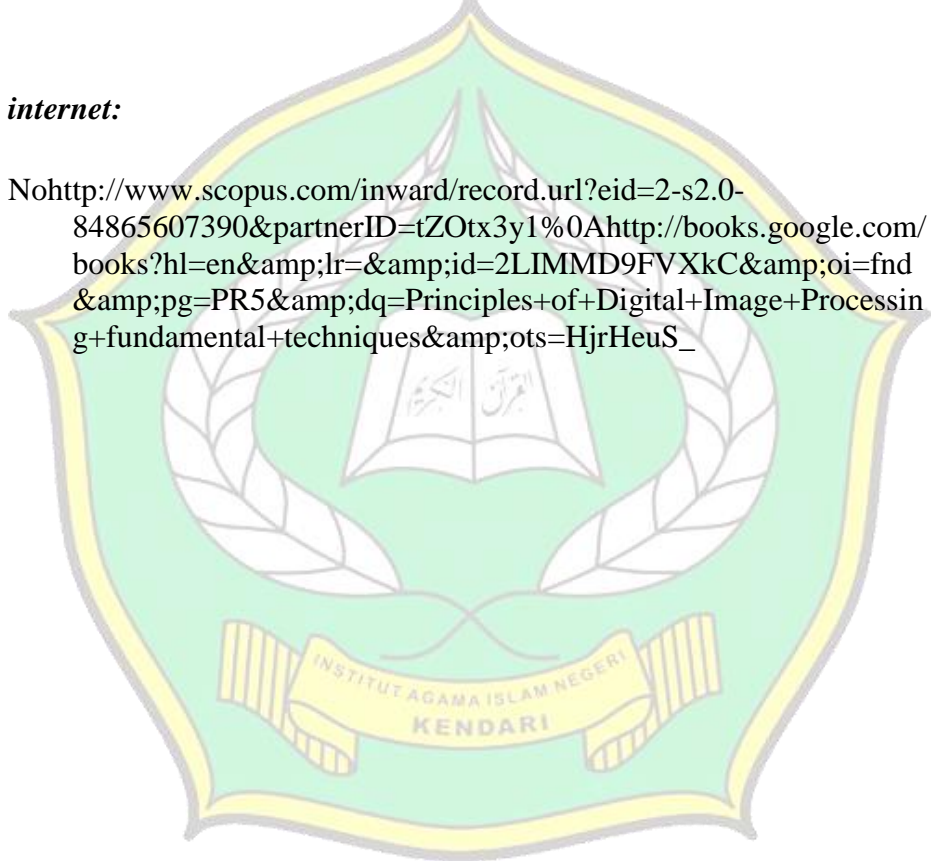 internet:
Nohttp://www.scopus.com/inward/record.url?eid=2-s2.0-
84865607390&partnerID=tZOtx3y1%0Ahttp://books.google.com/
books?hl=en&amp;lr=&amp;id=2LIMMD9FVXkC&amp;oi=fnd
&amp;pg=PR5&amp;dq=Principles+of+Digital+Image+Processin
g+fundamental+techniques&amp;ots=HjrHeuS_
القرآن الكريم
INSTITUT AGAMA ISLAM NEGERI
KENDARI